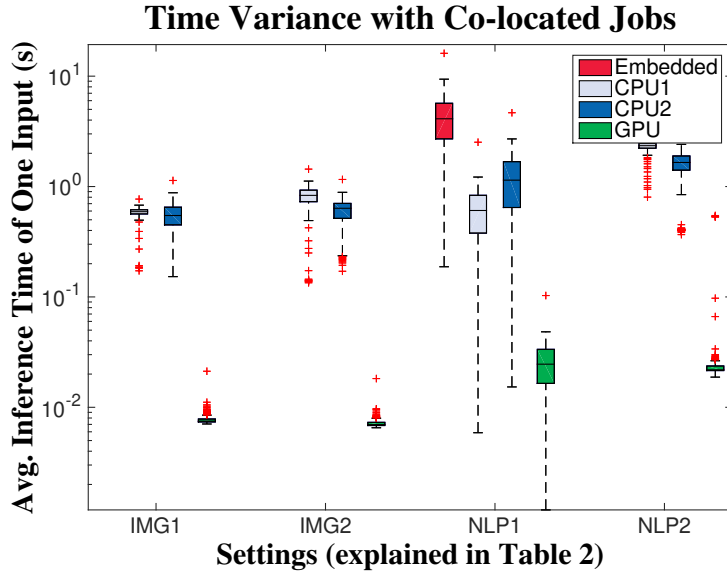 Time Variance with Co-located Jobs
Avg. Inference Time of One Input (s)
10^1
10^0
10^-1
10^-2
Embedded
CPU1
CPU2
GPU
IMG1
IMG2
NLP1
NLP2
Settings (explained in Table 2)